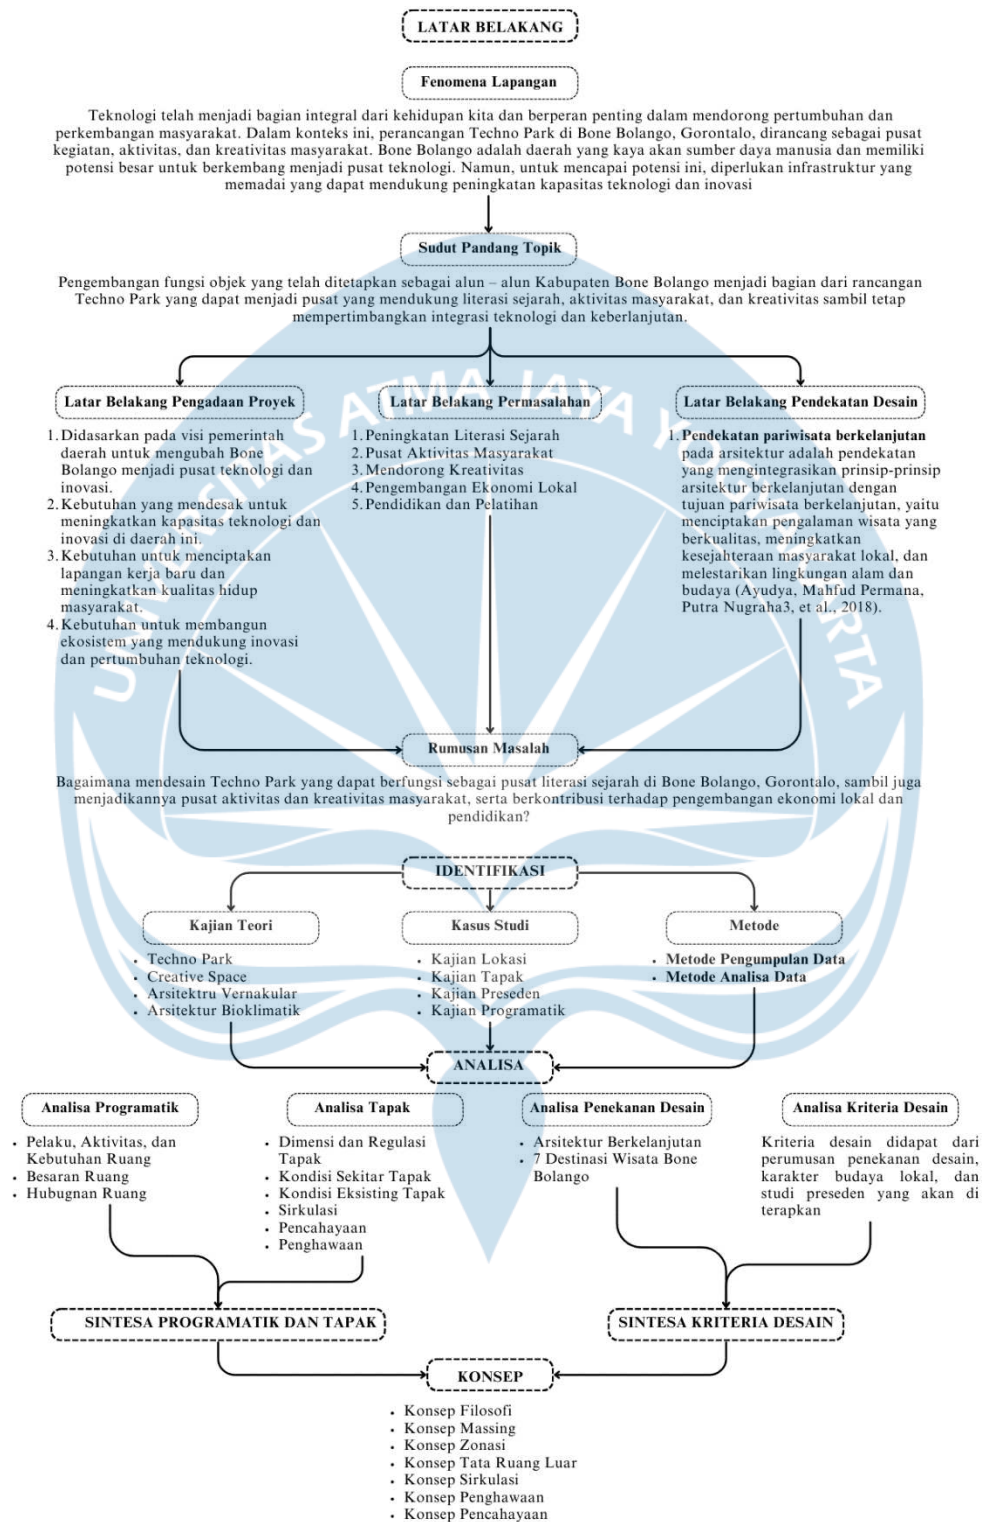 LATAR BELAKANG
Fenomena Lapangan
Teknologi telah menjadi bagian integral dari kehidupan kita dan berperan penting dalam mendorong pertumbuhan dan
perkembangan masyarakat. Dalam konteks ini, perancangan Techno Park di Bone Bolango, Gorontalo, dirancang sebagai pusat
kegiatan, aktivitas, dan kreativitas masyarakat. Bone Bolango adalah daerah yang kaya akan sumber daya manusia dan memiliki
potensi besar untuk berkembang menjadi pusat teknologi. Namun, untuk mencapai potensi ini, diperlukan infrastruktur yang
memadai yang dapat mendukung peningkatan kapasitas teknologi dan inovasi
Sudut Pandang Topik
Pengembangan fungsi objek yang telah ditetapkan sebagai alun – alun Kabupaten Bone Bolango menjadi bagian dari rancangan
Techno Park yang dapat menjadi pusat yang mendukung literasi sejarah, aktivitas masyarakat, dan kreativitas sambil tetap
mempertimbangkan integrasi teknologi dan keberlanjutan.
Latar Belakang Pengadaan Proyek
1. Didasarkan pada visi pemerintah
daerah untuk mengubah Bone
Bolango menjadi pusat teknologi dan
inovasi.
2. Kebutuhan yang mendesak untuk
meningkatkan kapasitas teknologi dan
inovasi di daerah ini.
3. Kebutuhan untuk menciptakan
lapangan kerja baru dan
meningkatkan kualitas hidup
masyarakat.
4. Kebutuhan untuk membangun
ekosistem yang mendukung inovasi
dan pertumbuhan teknologi.
Latar Belakang Permasalahan
1. Peningkatan Literasi Sejarah
2. Pusat Aktivitas Masyarakat
3. Mendorong Kreativitas
4. Pengembangan Ekonomi Lokal
5. Pendidikan dan Pelatihan
Latar Belakang Pendekatan Desain
1. Pendekatan pariwisata berkelanjutan
pada arsitektur adalah pendekatan
yang mengintegrasikan prinsip-prinsip
arsitektur berkelanjutan dengan
tujuan pariwisata berkelanjutan, yaitu
menciptakan pengalaman wisata yang
berkualitas, meningkatkan
kesejahteraan masyarakat lokal, dan
melestarikan lingkungan alam dan
budaya (Ayudya, Mahfud Permana,
Putra Nugraha3, et al., 2018).
UNIVERSITAS ATMA JAYA YOGYAKARTA
Rumusan Masalah
Bagaimana mendesain Techno Park yang dapat berfungsi sebagai pusat literasi sejarah di Bone Bolango, Gorontalo, sambil juga
menjadikannya pusat aktivitas dan kreativitas masyarakat, serta berkontribusi terhadap pengembangan ekonomi lokal dan
pendidikan?
IDENTIFIKASI
Kajian Teori
• Techno Park
• Creative Space
• Arsitektru Vernakular
• Arsitektur Bioklimatik
Kasus Studi
• Kajian Lokasi
• Kajian Tapak
• Kajian Preseden
• Kajian Programatik
Metode
• Metode Pengumpulan Data
• Metode Analisa Data
ANALISA
Analisa Programatik
• Pelaku, Aktivitas, dan
Kebutuhan Ruang
• Besaran Ruang
• Hubugnan Ruang
Analisa Tapak
• Dimensi dan Regulasi
Tapak
• Kondisi Sekitar Tapak
• Kondisi Eksisting Tapak
• Sirkulasi
• Pencahayaan
• Penghawaan
Analisa Penekanan Desain
• Arsitektur Berkelanjutan
• 7 Destinasi Wisata Bone
Bolango
Analisa Kriteria Desain
Kriteria desain didapat dari
perumusan penekanan desain,
karakter budaya lokal, dan
studi preseden yang akan di
terapkan
SINTESA PROGRAMATIK DAN TAPAK
SINTESA KRITERIA DESAIN
KONSEP
• Konsep Filosofi
• Konsep Massing
• Konsep Zonasi
• Konsep Tata Ruang Luar
• Konsep Sirkulasi
• Konsep Penghawaan
• Konsep Pencahayaan